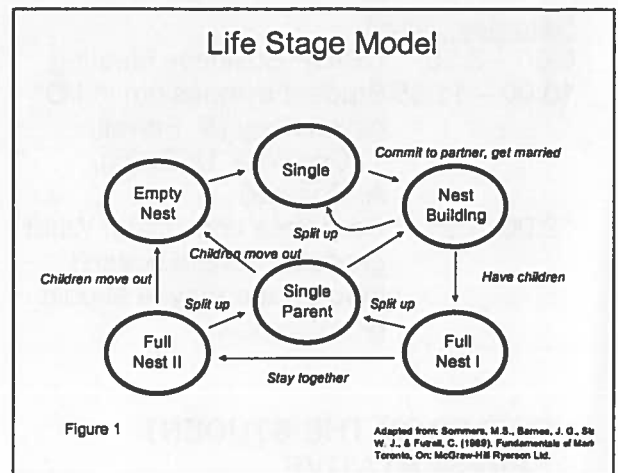 Life Stage Model
Single
Commit to partner, get married
Empty
Nest
Nest
Building
Split up
Children move out
Children move out
Single
Parent
Have children
Split up
Split up
Full
Nest II
Full
Nest I
Stay together
Figure 1
Adapted from: Sommers, M.S., Barnes, J. G.,
W. J., & Futrell, C. (1989). Fundamentals of
Toronto, On: McGraw-Hill Ryerson Ltd.